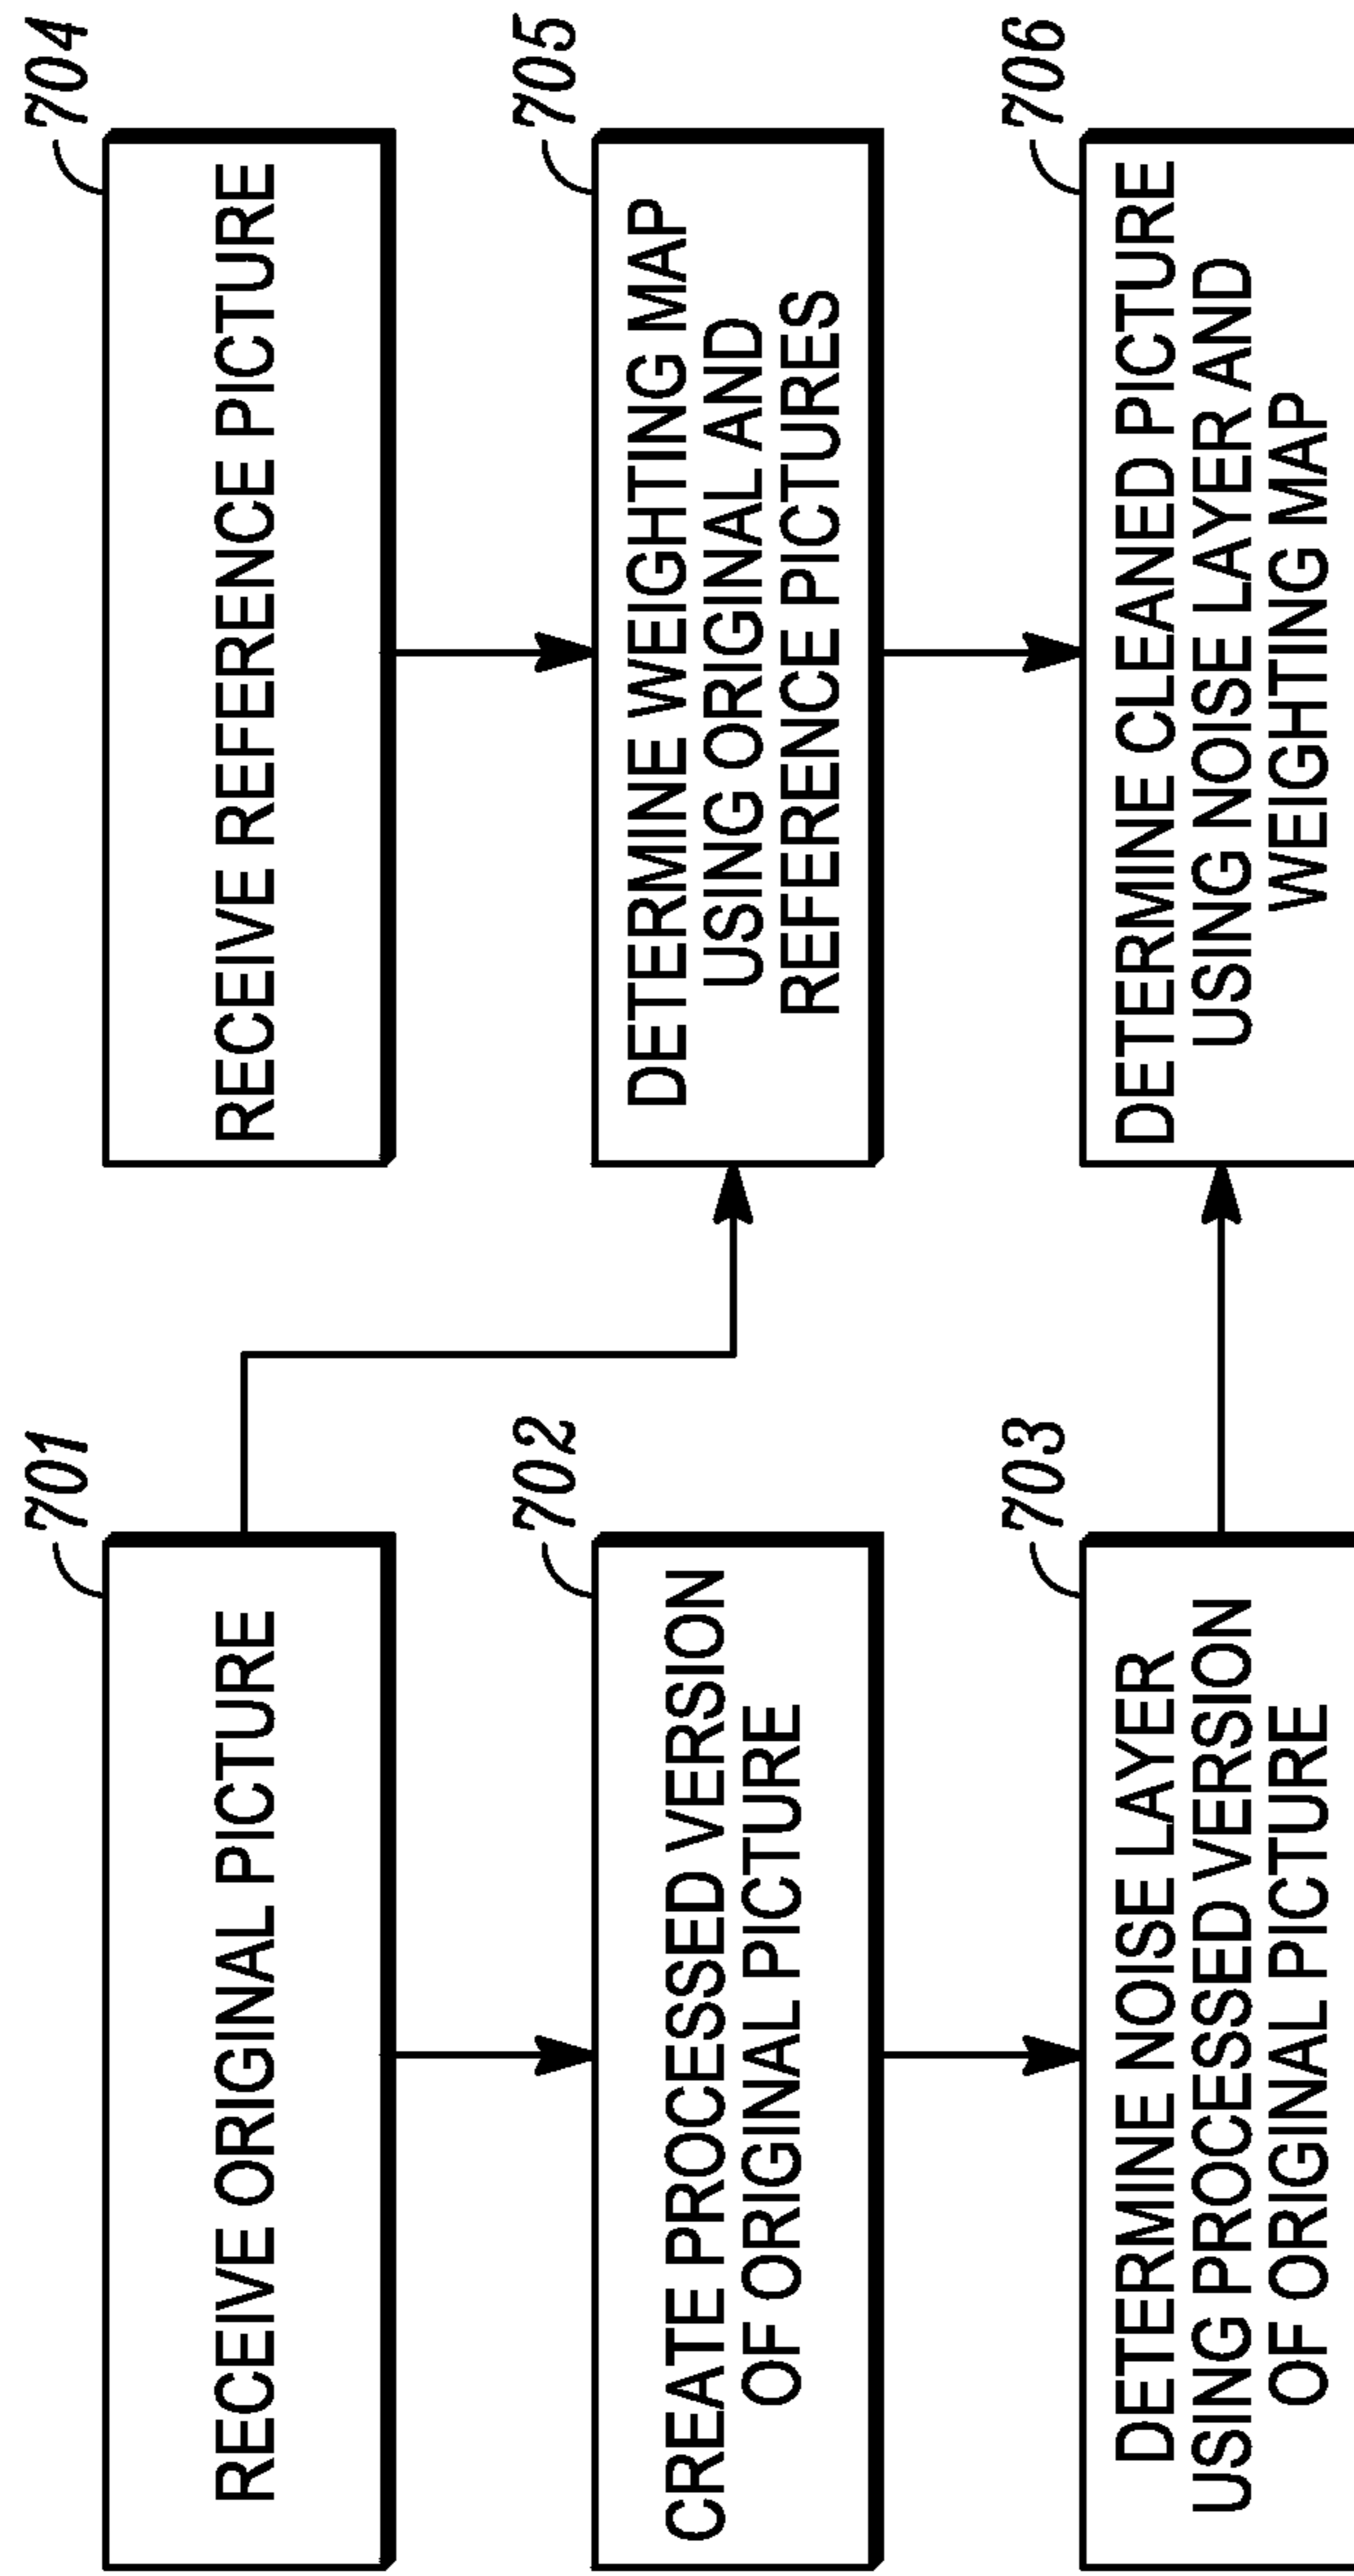 701
RECEIVE ORIGINAL PICTURE
702
CREATE PROCESSED VERSION
OF ORIGINAL PICTURE
703
DETERMINE NOISE LAYER
USING PROCESSED VERSION
OF ORIGINAL PICTURE
704
RECEIVE REFERENCE PICTURE
705
DETERMINE WEIGHTING MAP
USING ORIGINAL AND
REFERENCE PICTURES
706
DETERMINE CLEANED PICTURE
USING NOISE LAYER AND
WEIGHTING MAP